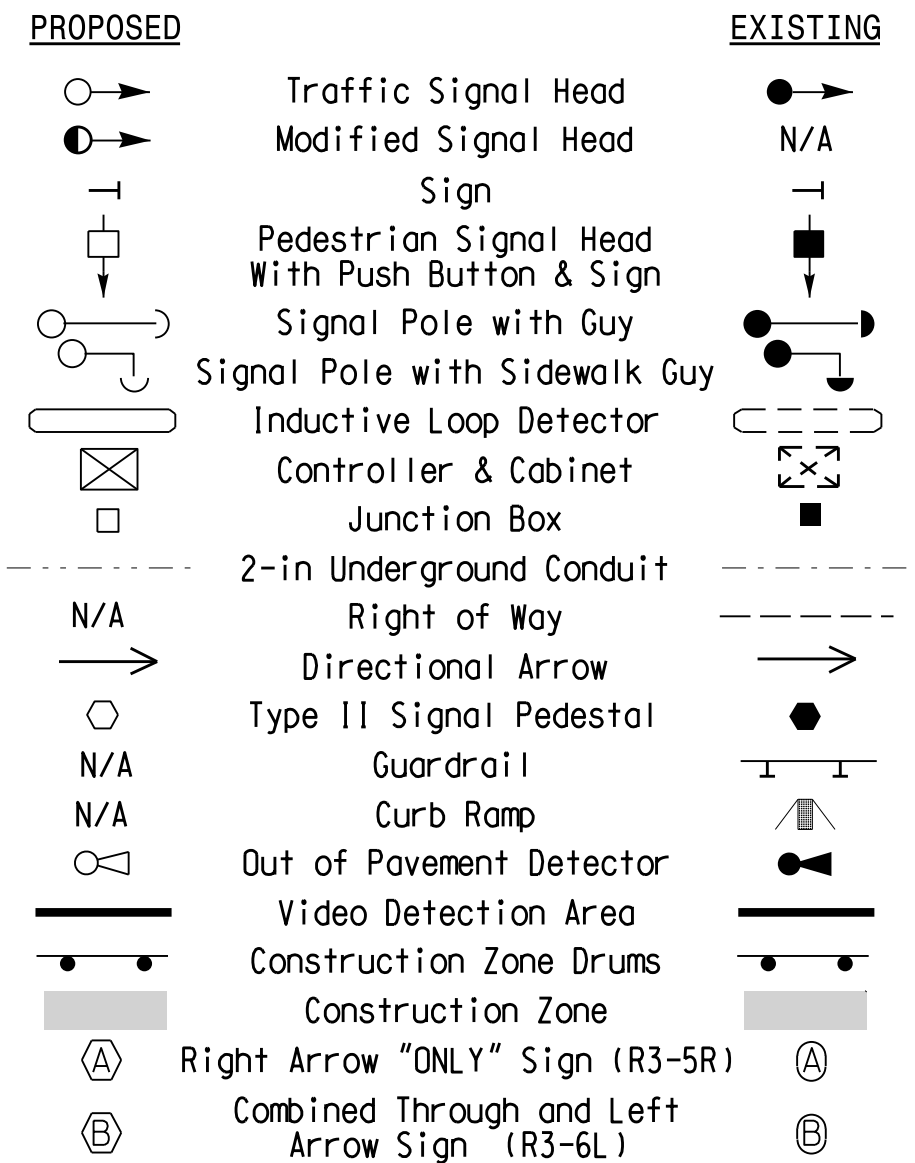 PROPOSED EXISTING
Traffic Signal Head
Modified Signal Head N/A
Sign
Pedestrian Signal Head
With Push Button & Sign
Signal Pole with Guy
Signal Pole with Sidewalk Guy
Inductive Loop Detector
Controller & Cabinet
Junction Box
2-in Underground Conduit
N/A Right of Way
Directional Arrow
Type II Signal Pedestal
N/A Guardrail
N/A Curb Ramp
Out of Pavement Detector
Video Detection Area
Construction Zone Drums
Construction Zone
A Right Arrow "ONLY" Sign (R3-5R) A
Combined Through and Left
B Arrow Sign (R3-6L) B